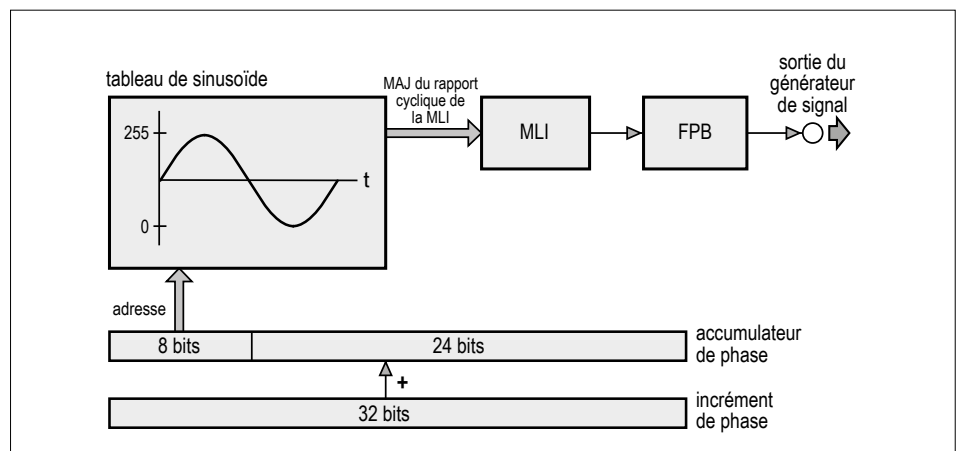 tableau de sinusoïde
255
0
t
MAJ du rapport
cyclique de
la MLI
MLI
FPB
sortie du
générateur
de signal
adresse
8 bits
24 bits
accumulateur
de phase
+
32 bits
incrément
de phase